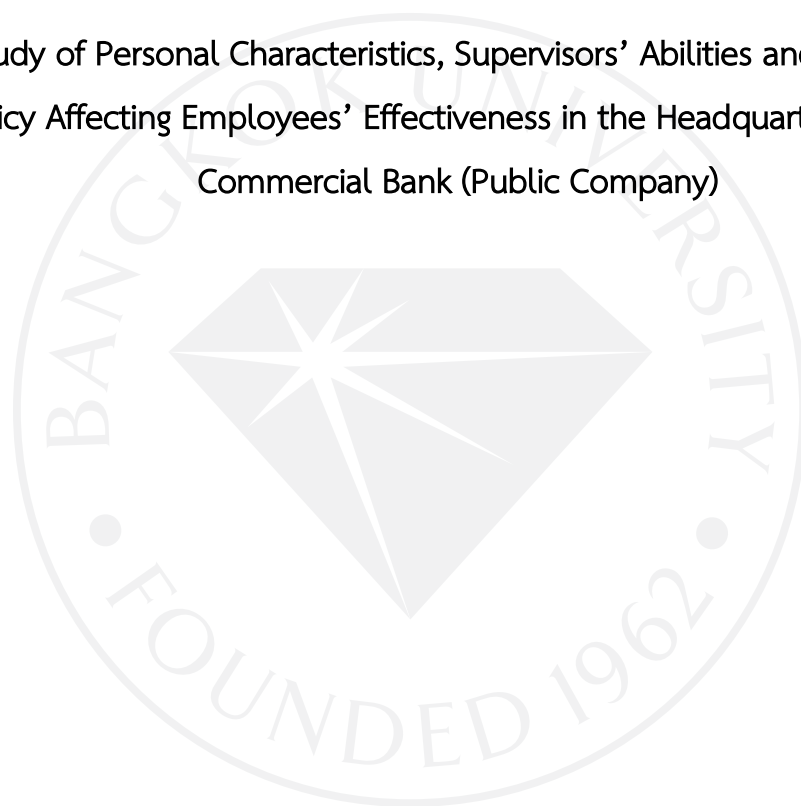 udy of Personal Characteristics, Supervisors’ Abilities an
icy Affecting Employees’ Effectiveness in the Headquart
Commercial Bank (Public Company)
BANGKOK UNIVERSITY
• FOUNDED 1962 •